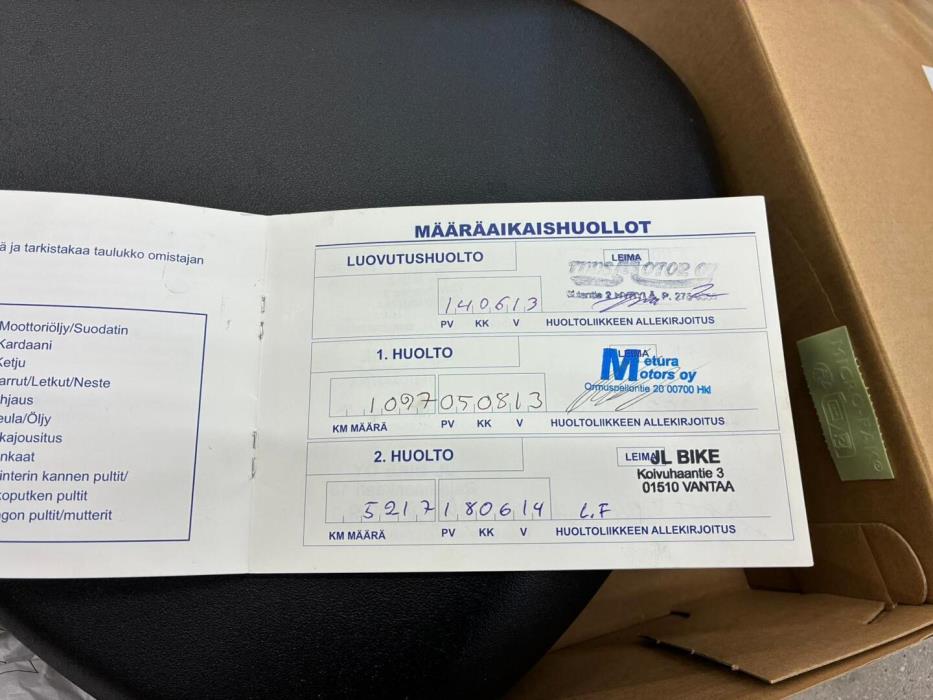 ä ja tarkistakaa taulukko omistajan
Moottoriöljy/Suodatin
Kardaani
Ketju
arrut/Letkut/Neste
hjaus
eula/Öljy
kajousitus
nkaat
interin kannen pultit/
koputken pultit
gon pultit/mutterit
MÄÄRÄAIKAISHUOLLOT
LUOVUTUSHUOLTO
LEIMA
140613
PV KK V HUOLTOLIIKKEEN ALLEKIRJOITUS
1. HUOLTO
LEIMA
Metura
Motors oy
Ormuspellontie 20 00700 Hki
1097 050813
KM MÄÄRÄ PV KK V HUOLTOLIIKKEEN ALLEKIRJOITUS
2. HUOLTO
LEIMA
JL BIKE
Koivuhaantie 3
01510 VANTAA
5217 180614 L.F
KM MÄÄRÄ PV KK V HUOLTOLIIKKEEN ALLEKIRJOITUS